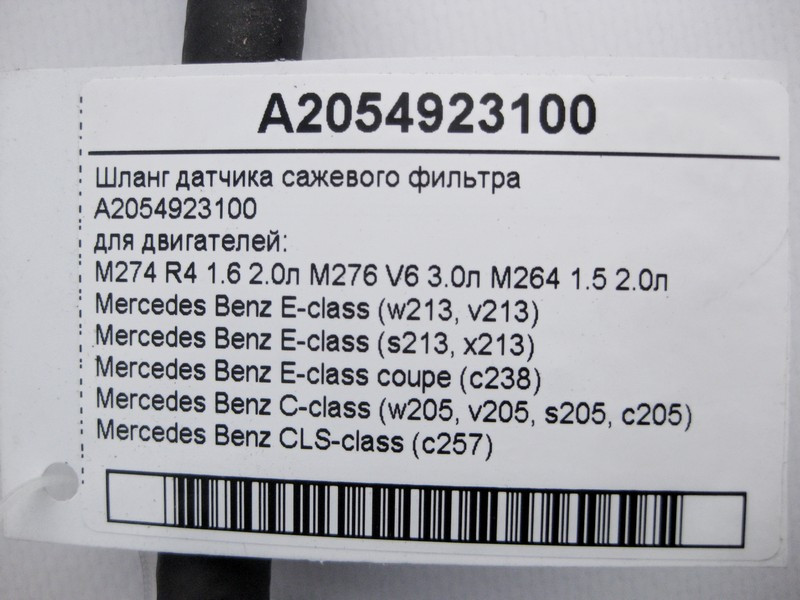 A2054923100
Шланг датчика сажевого фильтра
A2054923100
для двигателей:
M274 R4 1.6 2.0л M276 V6 3.0л M264 1.5 2.0л
Mercedes Benz E-class (w213, v213)
Mercedes Benz E-class (s213, x213)
Mercedes Benz E-class coupe (c238)
Mercedes Benz C-class (w205, v205, s205, c205)
Mercedes Benz CLS-class (c257)